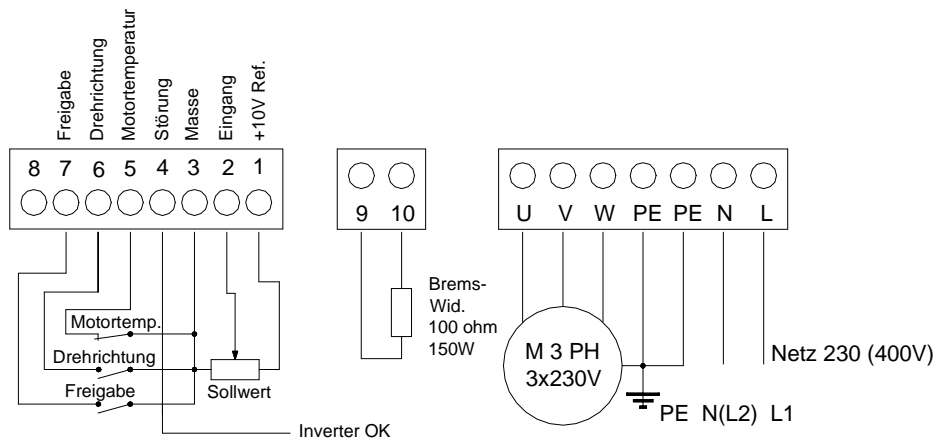 Freigabe
Drehrichtung
Motortemperatur
Störung
Masse
Eingang
+10V Ref.
8 7 6 5 4 3 2 1
9 10
U V W PE PE N L
Brems-
Wid.
100 ohm
150W
Motortemp.
Drehrichtung
Freigabe
Sollwert
Inverter OK
M 3 PH
3x230V
Netz 230 (400V)
PE N(L2) L1